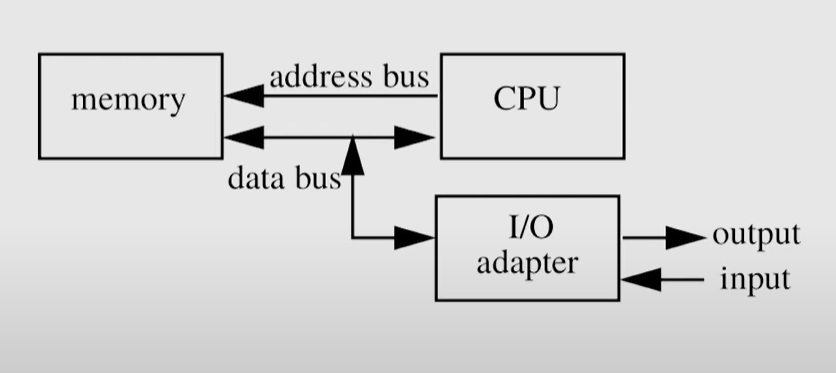 memory
address bus
CPU
data bus
I/O
adapter
output
input